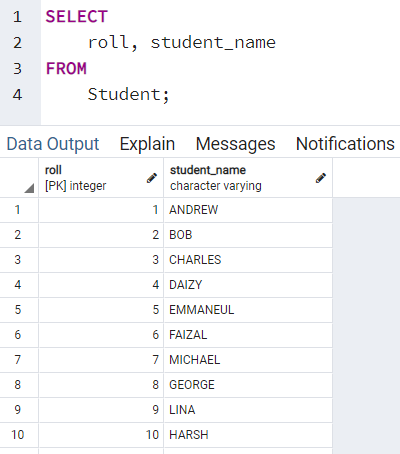 1 SELECT
2 roll, student_name
3 FROM
4 Student;
Data Output Explain Messages Notifications
roll student_name
[PK] integer character varying
1 1 ANDREW
2 2 BOB
3 3 CHARLES
4 4 DAIZY
5 5 EMMANEUL
6 6 FAIZAL
7 7 MICHAEL
8 8 GEORGE
9 9 LINA
10 10 HARSH